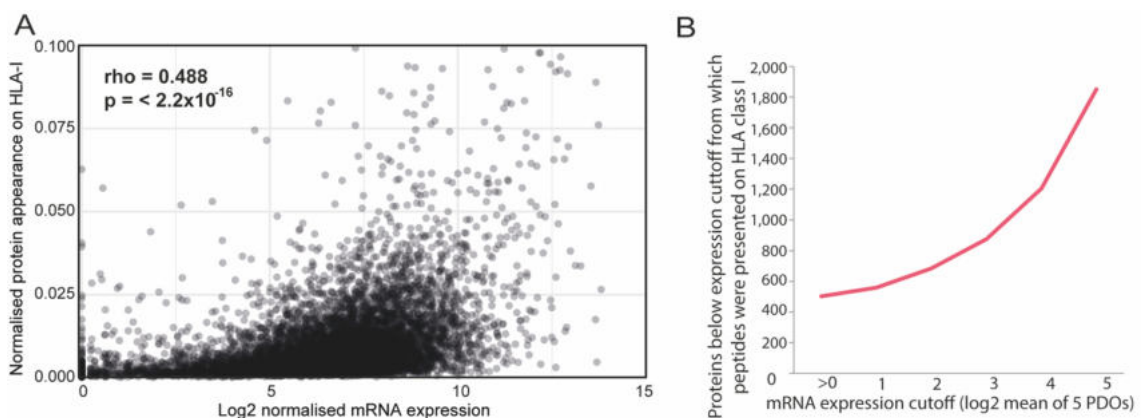 A
Normalised protein appearance on HLA-I
0.100
0.075
0.050
0.025
0.000
rho = 0.488
p = < 2.2x10-16
0
5
10
15
Log2 normalised mRNA expression
B
Proteins below expression cuttoff from which
peptides were presented on HLA class I
2,000
1,800
1,600
1,400
1,200
1,000
800
600
400
200
0
>0
1
2
3
4
5
mRNA expression cutoff (log2 mean of 5 PDOs)